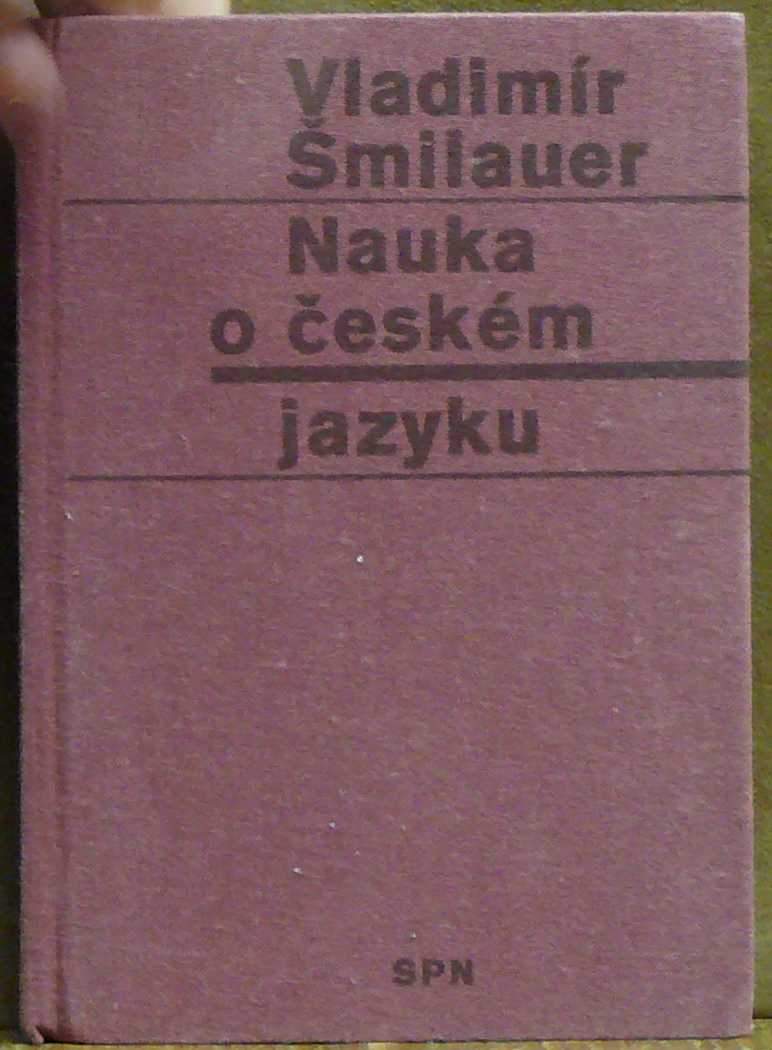 Vladimír
Šmilauer
Nauka
o českém
jazyku
SPN